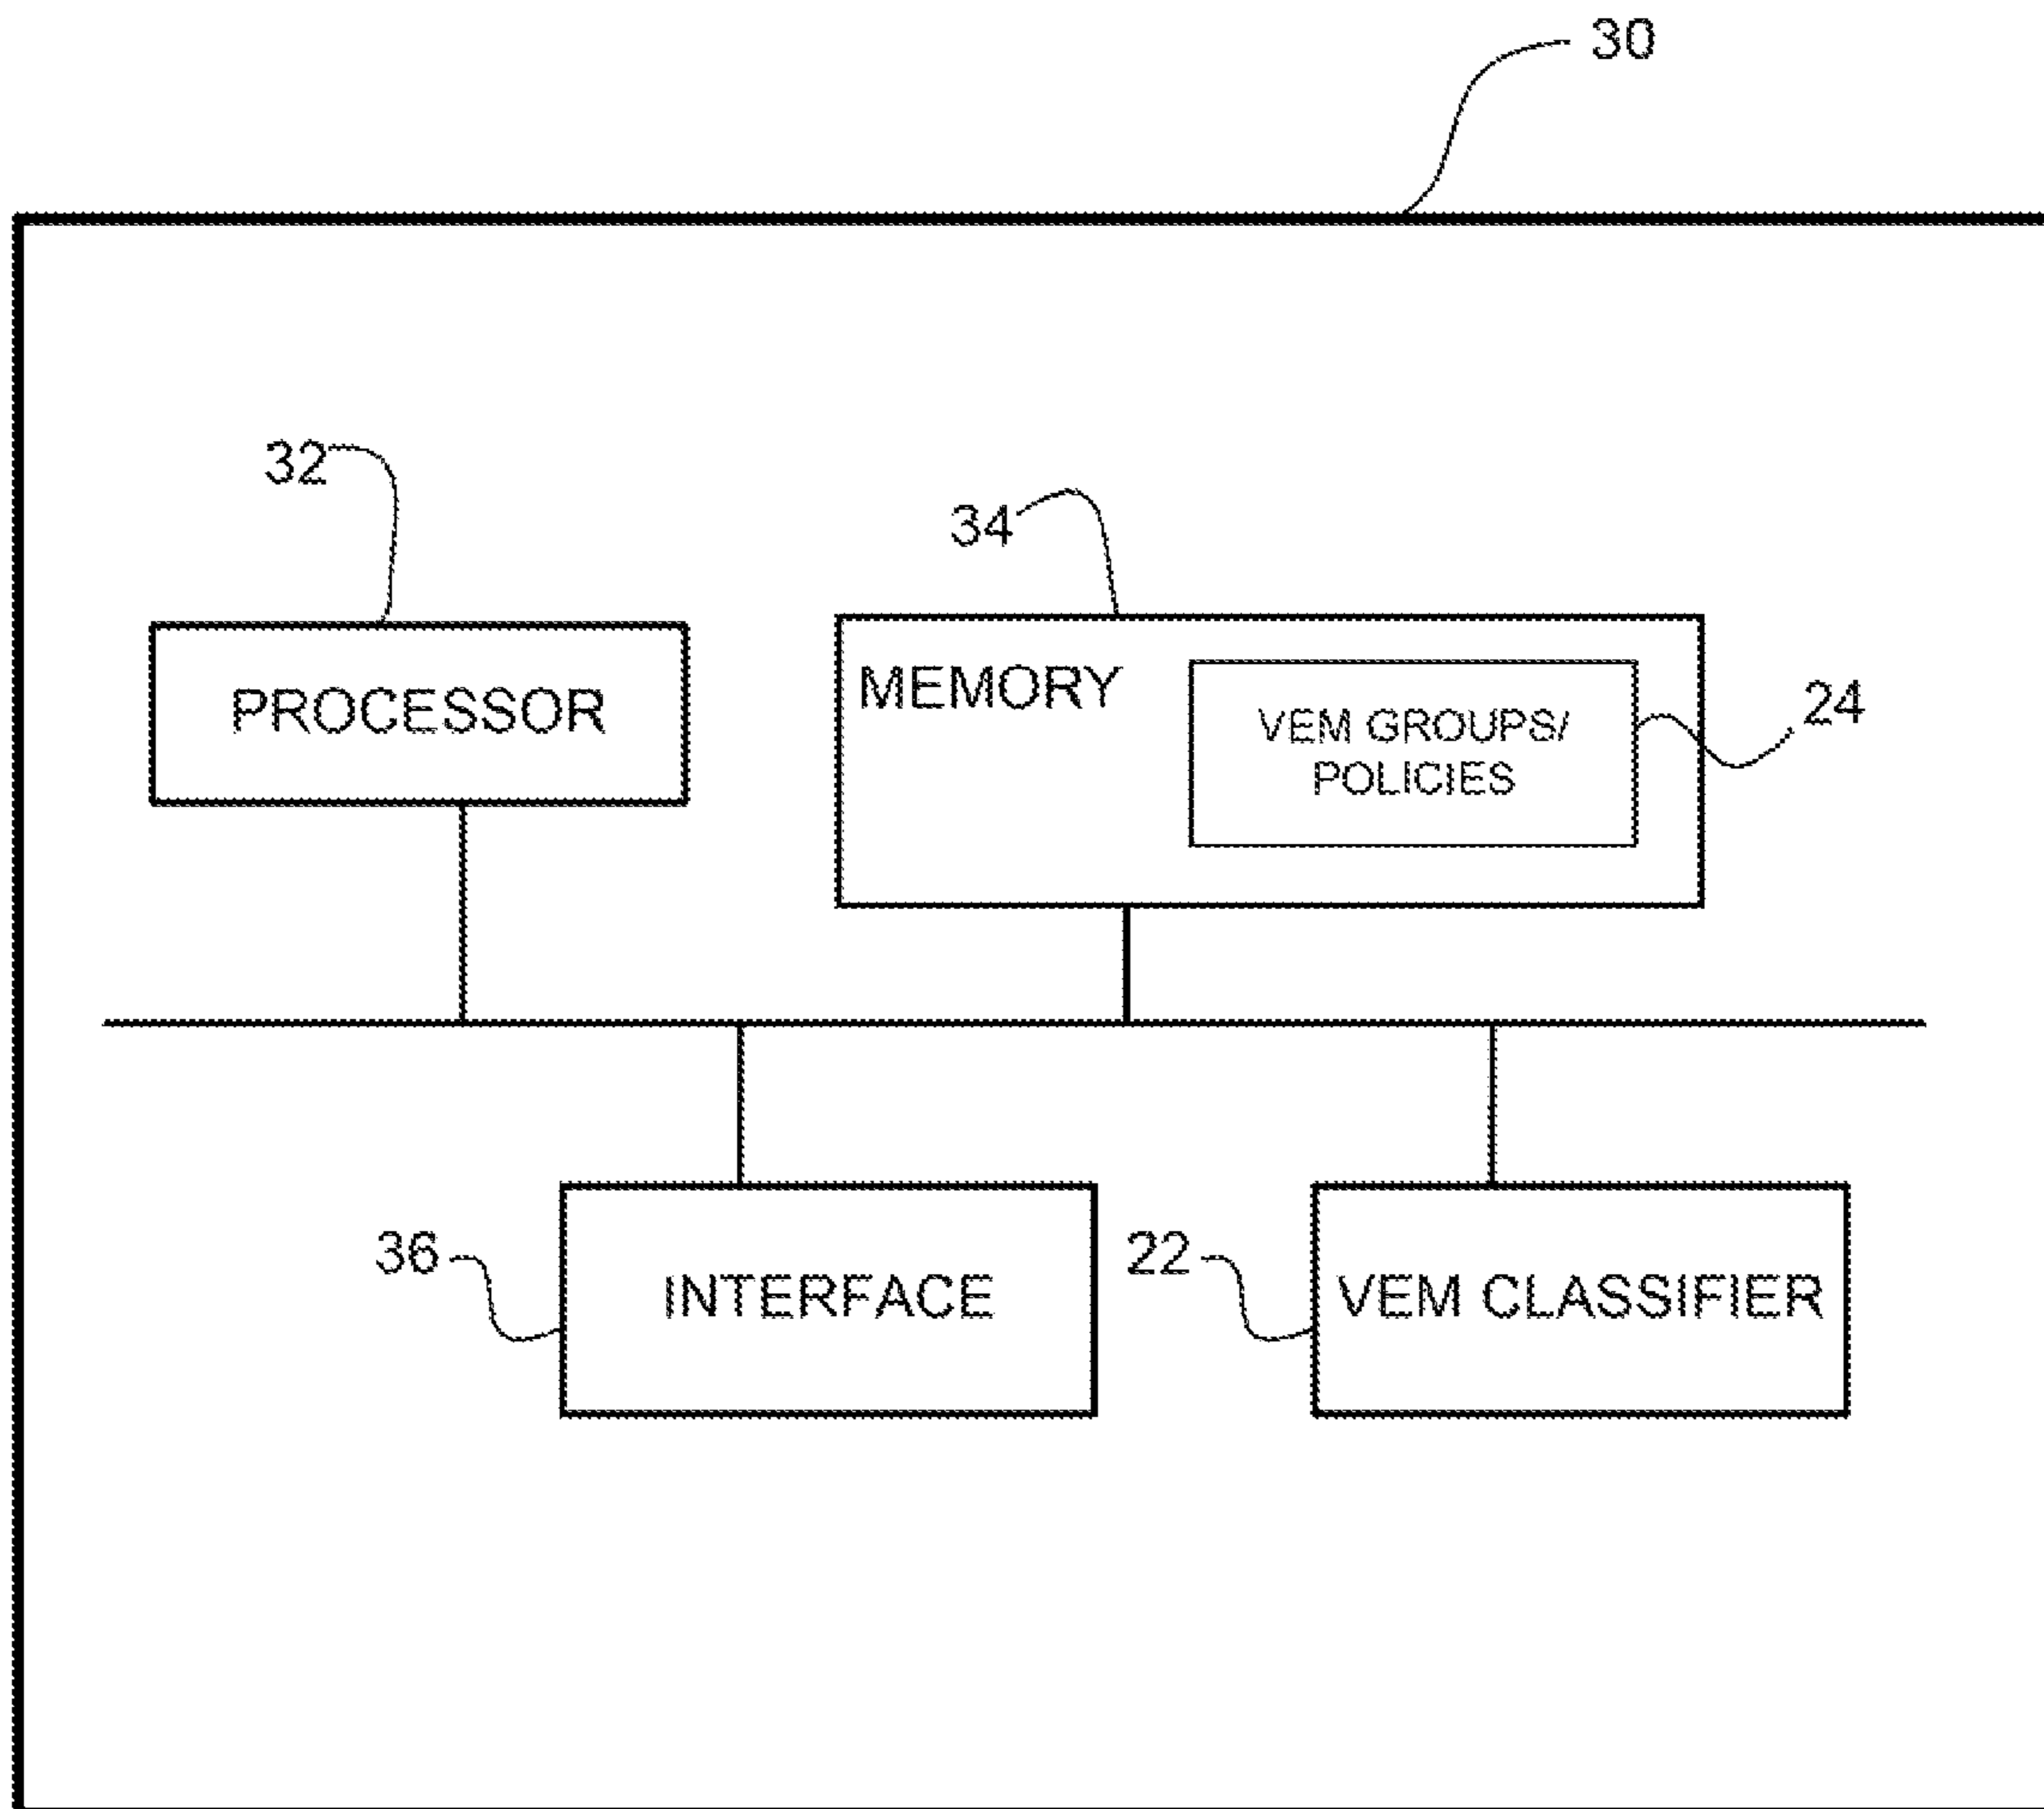 30
32
34
PROCESSOR
MEMORY
VEM GROUPS/
POLICIES
24
36
INTERFACE
22
VEM CLASSIFIER